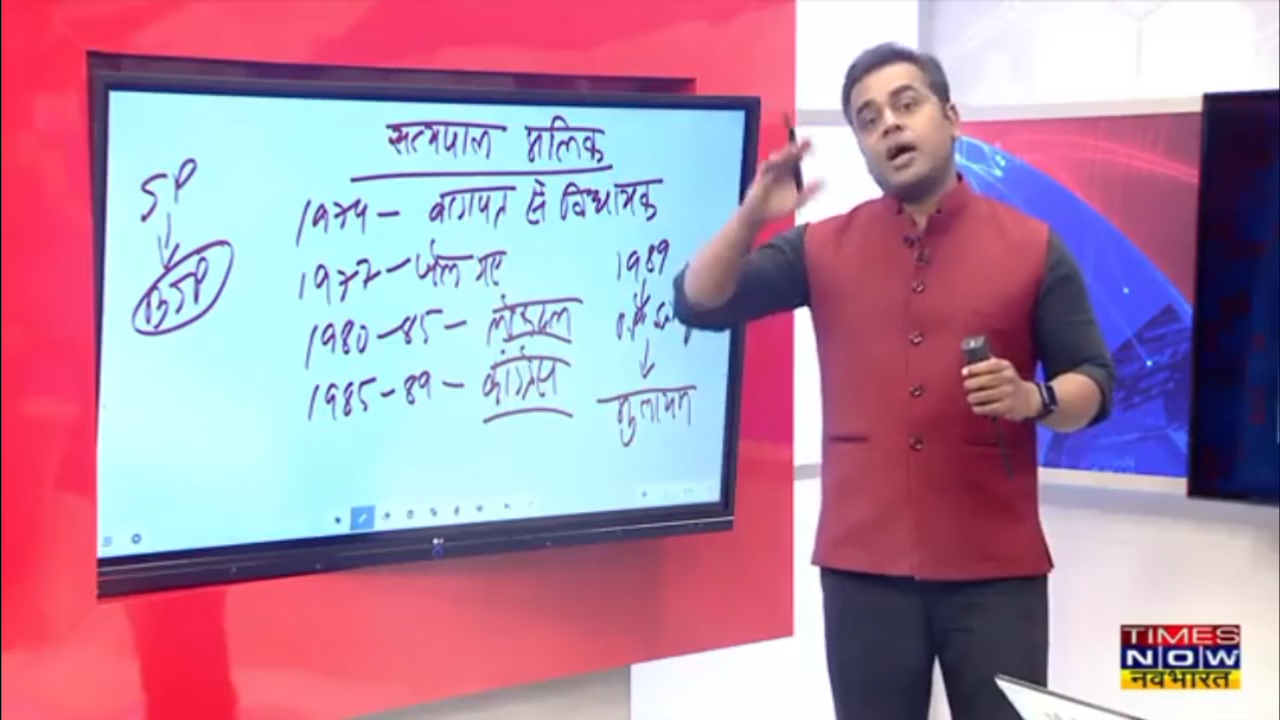 सत्यपाल मलिक
1974 - बागपत से विधायक
1977 - जेल गए
1980-85 - लोकदल
1985-89 - कांग्रेस
SP
BSP
1989
मुलायम
TIMES
NOW
नवभारत